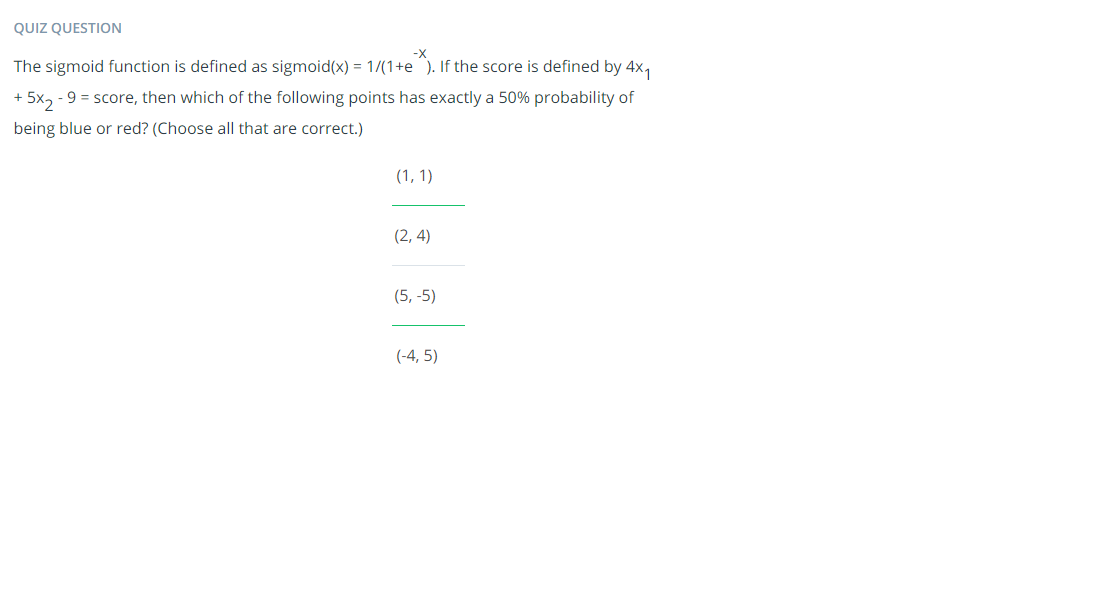 QUIZ QUESTION
The sigmoid function is defined as sigmoid(x) = 1/(1+e^-x). If the score is defined by 4x₁
+ 5x₂ - 9 = score, then which of the following points has exactly a 50% probability of
being blue or red? (Choose all that are correct.)
(1, 1)
(2, 4)
(5, -5)
(-4, 5)